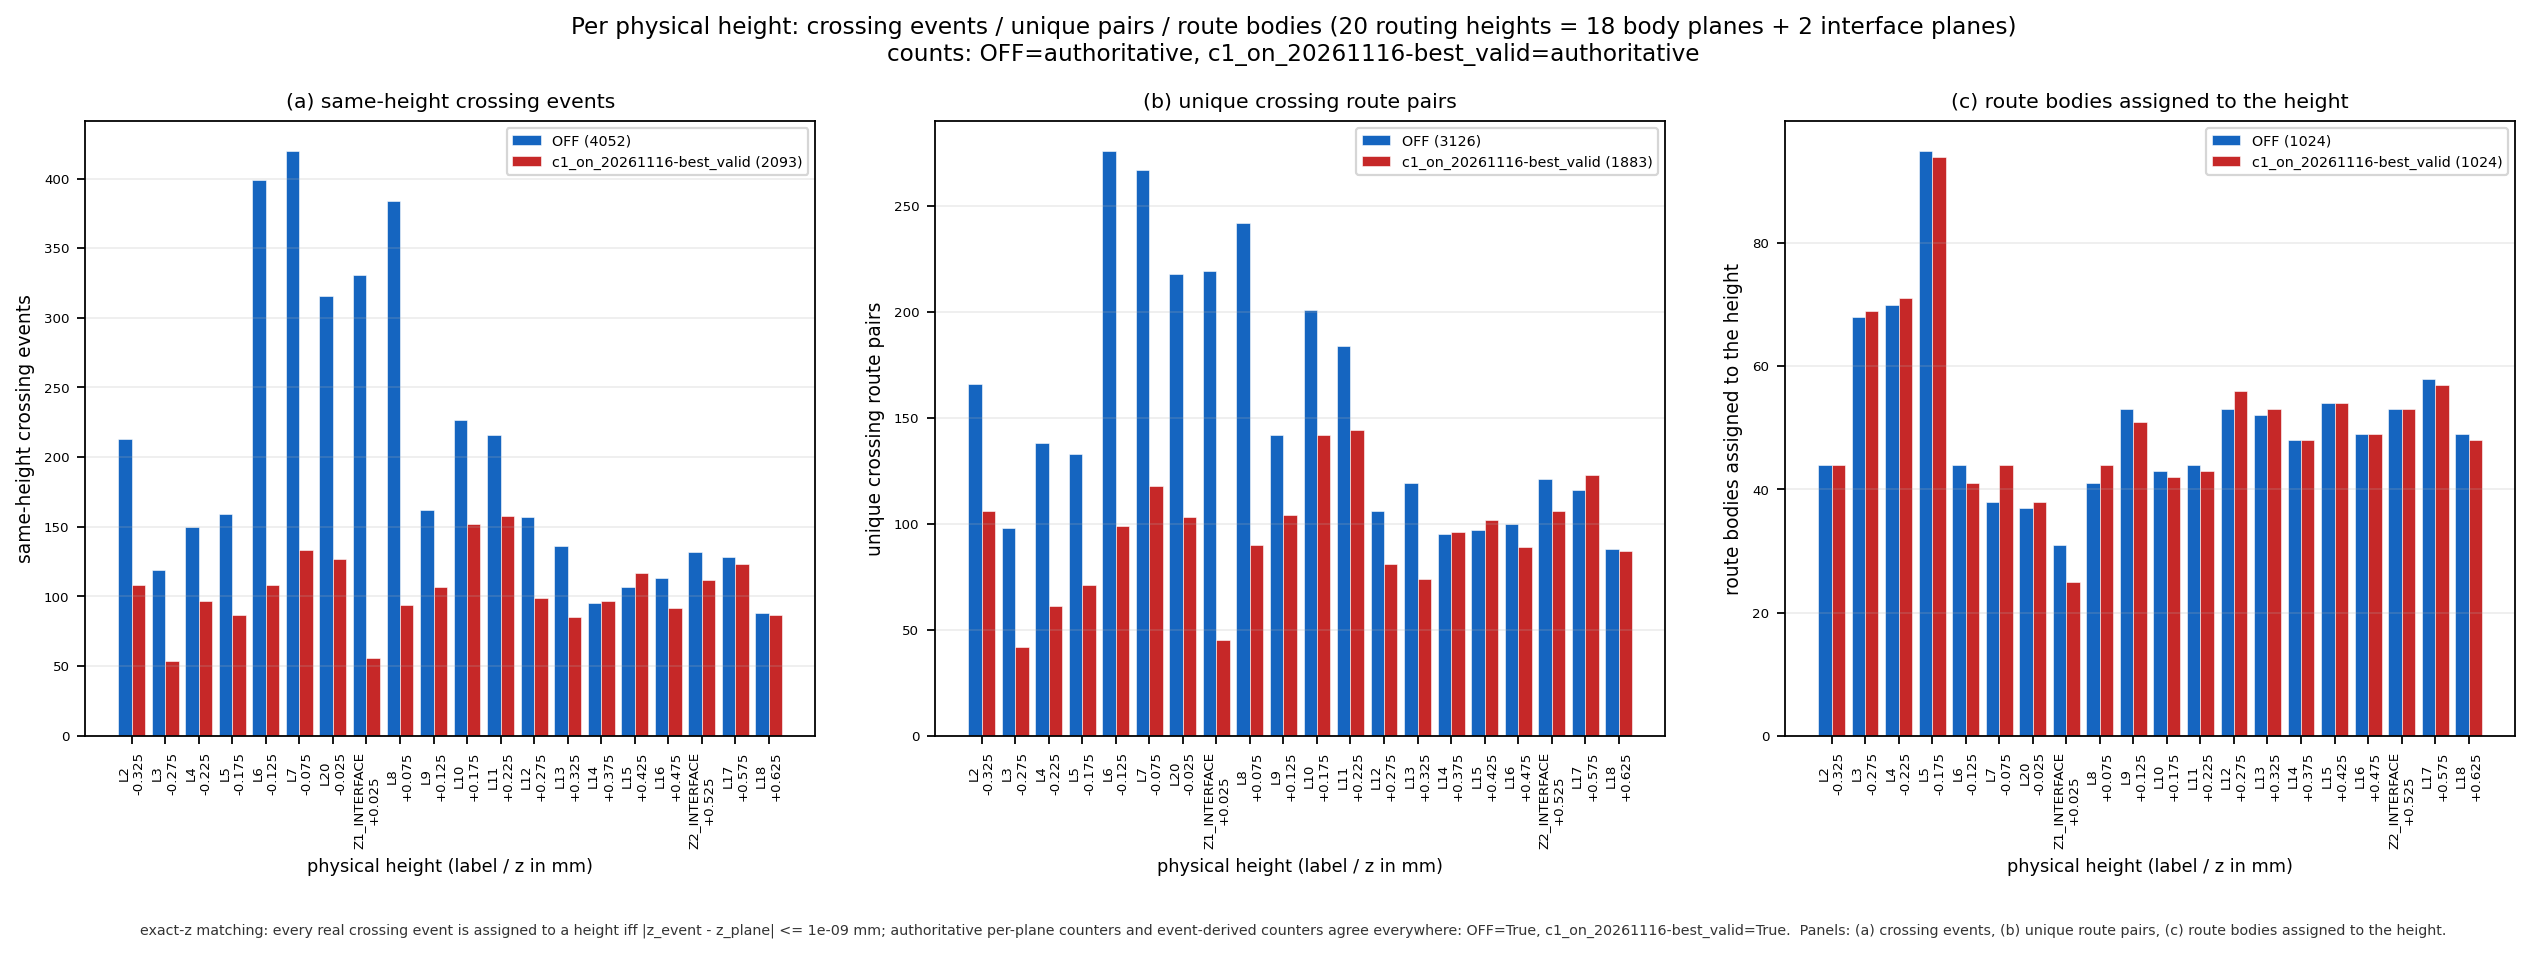 Per physical height: crossing events / unique pairs / route bodies (20 routing heights = 18 body planes + 2 interface planes)
counts: OFF=authoritative, c1_on_20261116-best_valid=authoritative
(a) same-height crossing events
OFF (4052)
c1_on_20261116-best_valid (2093)
same-height crossing events
400
350
300
250
200
150
100
50
0
L2
-0.325
L3
-0.275
L4
-0.225
L5
-0.175
L6
-0.125
L7
-0.075
L20
-0.025
Z1_INTERFACE
+0.025
L8
+0.075
L9
+0.125
L10
+0.175
L11
+0.225
L12
+0.275
L13
+0.325
L14
+0.375
L15
+0.425
L16
+0.475
Z2_INTERFACE
+0.525
L17
+0.575
L18
+0.625
physical height (label / z in mm)
(b) unique crossing route pairs
OFF (3126)
c1_on_20261116-best_valid (1883)
unique crossing route pairs
250
200
150
100
50
0
L2
-0.325
L3
-0.275
L4
-0.225
L5
-0.175
L6
-0.125
L7
-0.075
L20
-0.025
Z1_INTERFACE
+0.025
L8
+0.075
L9
+0.125
L10
+0.175
L11
+0.225
L12
+0.275
L13
+0.325
L14
+0.375
L15
+0.425
L16
+0.475
Z2_INTERFACE
+0.525
L17
+0.575
L18
+0.625
physical height (label / z in mm)
(c) route bodies assigned to the height
OFF (1024)
c1_on_20261116-best_valid (1024)
route bodies assigned to the height
80
60
40
20
0
L2
-0.325
L3
-0.275
L4
-0.225
L5
-0.175
L6
-0.125
L7
-0.075
L20
-0.025
Z1_INTERFACE
+0.025
L8
+0.075
L9
+0.125
L10
+0.175
L11
+0.225
L12
+0.275
L13
+0.325
L14
+0.375
L15
+0.425
L16
+0.475
Z2_INTERFACE
+0.525
L17
+0.575
L18
+0.625
physical height (label / z in mm)
exact-z matching: every real crossing event is assigned to a height iff |z_event - z_plane| <= 1e-09 mm; authoritative per-plane counters and event-derived counters agree everywhere: OFF=True, c1_on_20261116-best_valid=True.  Panels: (a) crossing events, (b) unique route pairs, (c) route bodies assigned to the height.